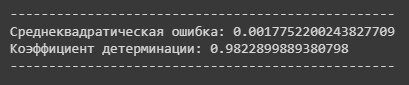 --------------------------------------------------
Среднеквадратическая ошибка: 0.0017752200243827709
Коэффициент детерминации: 0.9822899889380798
--------------------------------------------------